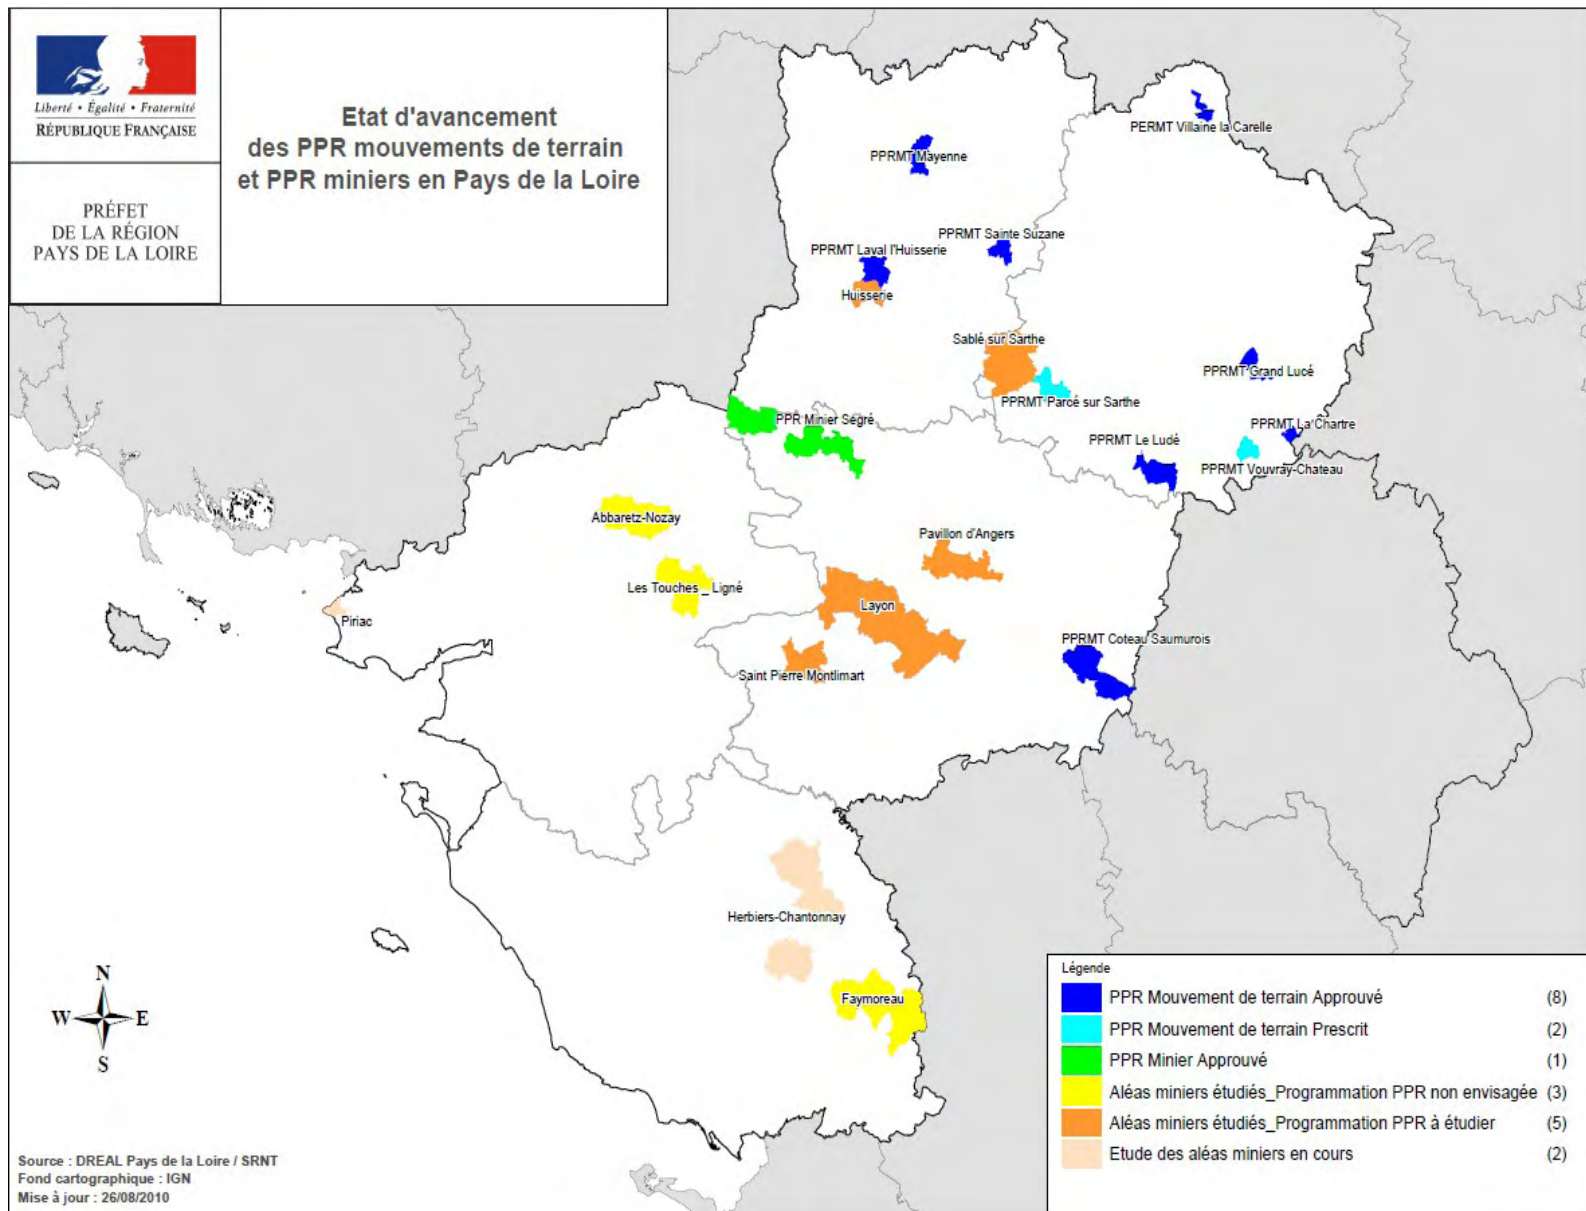 Liberté • Égalité • Fraternité
RÉPUBLIQUE FRANÇAISE
PRÉFET
DE LA RÉGION
PAYS DE LA LOIRE
Etat d'avancement
des PPR mouvements de terrain
et PPR miniers en Pays de la Loire
PERMT Villaine la Carelle
PPRMT Mayenne
PPRMT Sainte Suzane
PPRMT Laval l'Huisserie
Huisserie
Sablé sur Sarthe
PPRMT Grand Lucé
PPRMT Parcé sur Sarthe
PPR Minier Ségré
PPRMT La Chartre
PPRMT Le Ludé
PPRMT Vouvray-Chateau
Abbaretz-Nozay
Pavillon d'Angers
Les Touches _ Ligné
Layon
Piriac
PPRMT Coteau Saumurois
Saint Pierre Montlimart
Herbiers-Chantonnay
Faymoreau
N
W E
S
Légende
PPR Mouvement de terrain Approuvé (8)
PPR Mouvement de terrain Prescrit (2)
PPR Minier Approuvé (1)
Aléas miniers étudiés_Programmation PPR non envisagée (3)
Aléas miniers étudiés_Programmation PPR à étudier (5)
Etude des aléas miniers en cours (2)
Source : DREAL Pays de la Loire / SRNT
Fond cartographique : IGN
Mise à jour : 26/08/2010